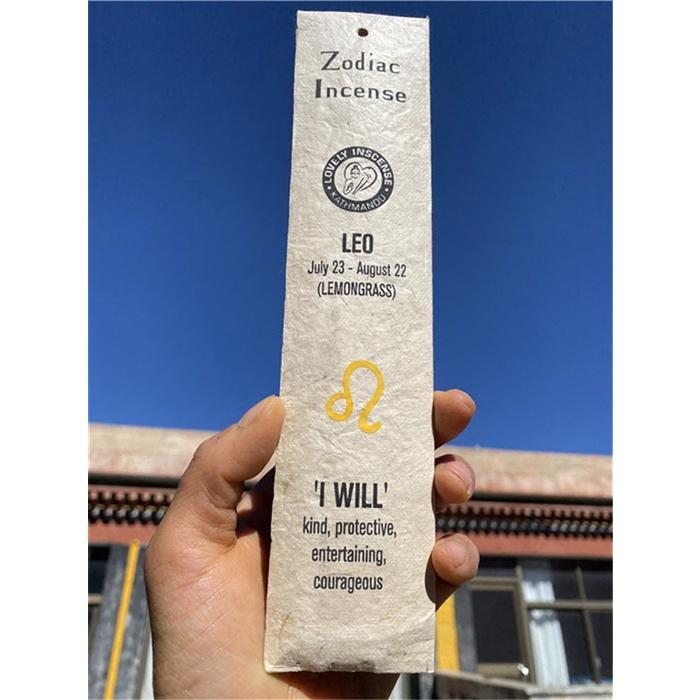 Zodiac
Incense
LOVELY INSCENSE
KATHMANDU
LEO
July 23 - August 22
(LEMONGRASS)
'I WILL'
kind, protective,
entertaining,
courageous